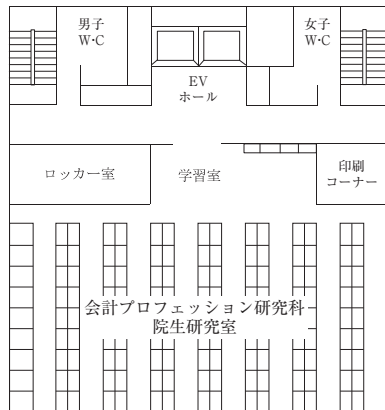 男子
W·C
女子
W·C
EV
ホール
ロッカー室
学習室
印刷
コーナー
会計プロフェッション研究科
院生研究室